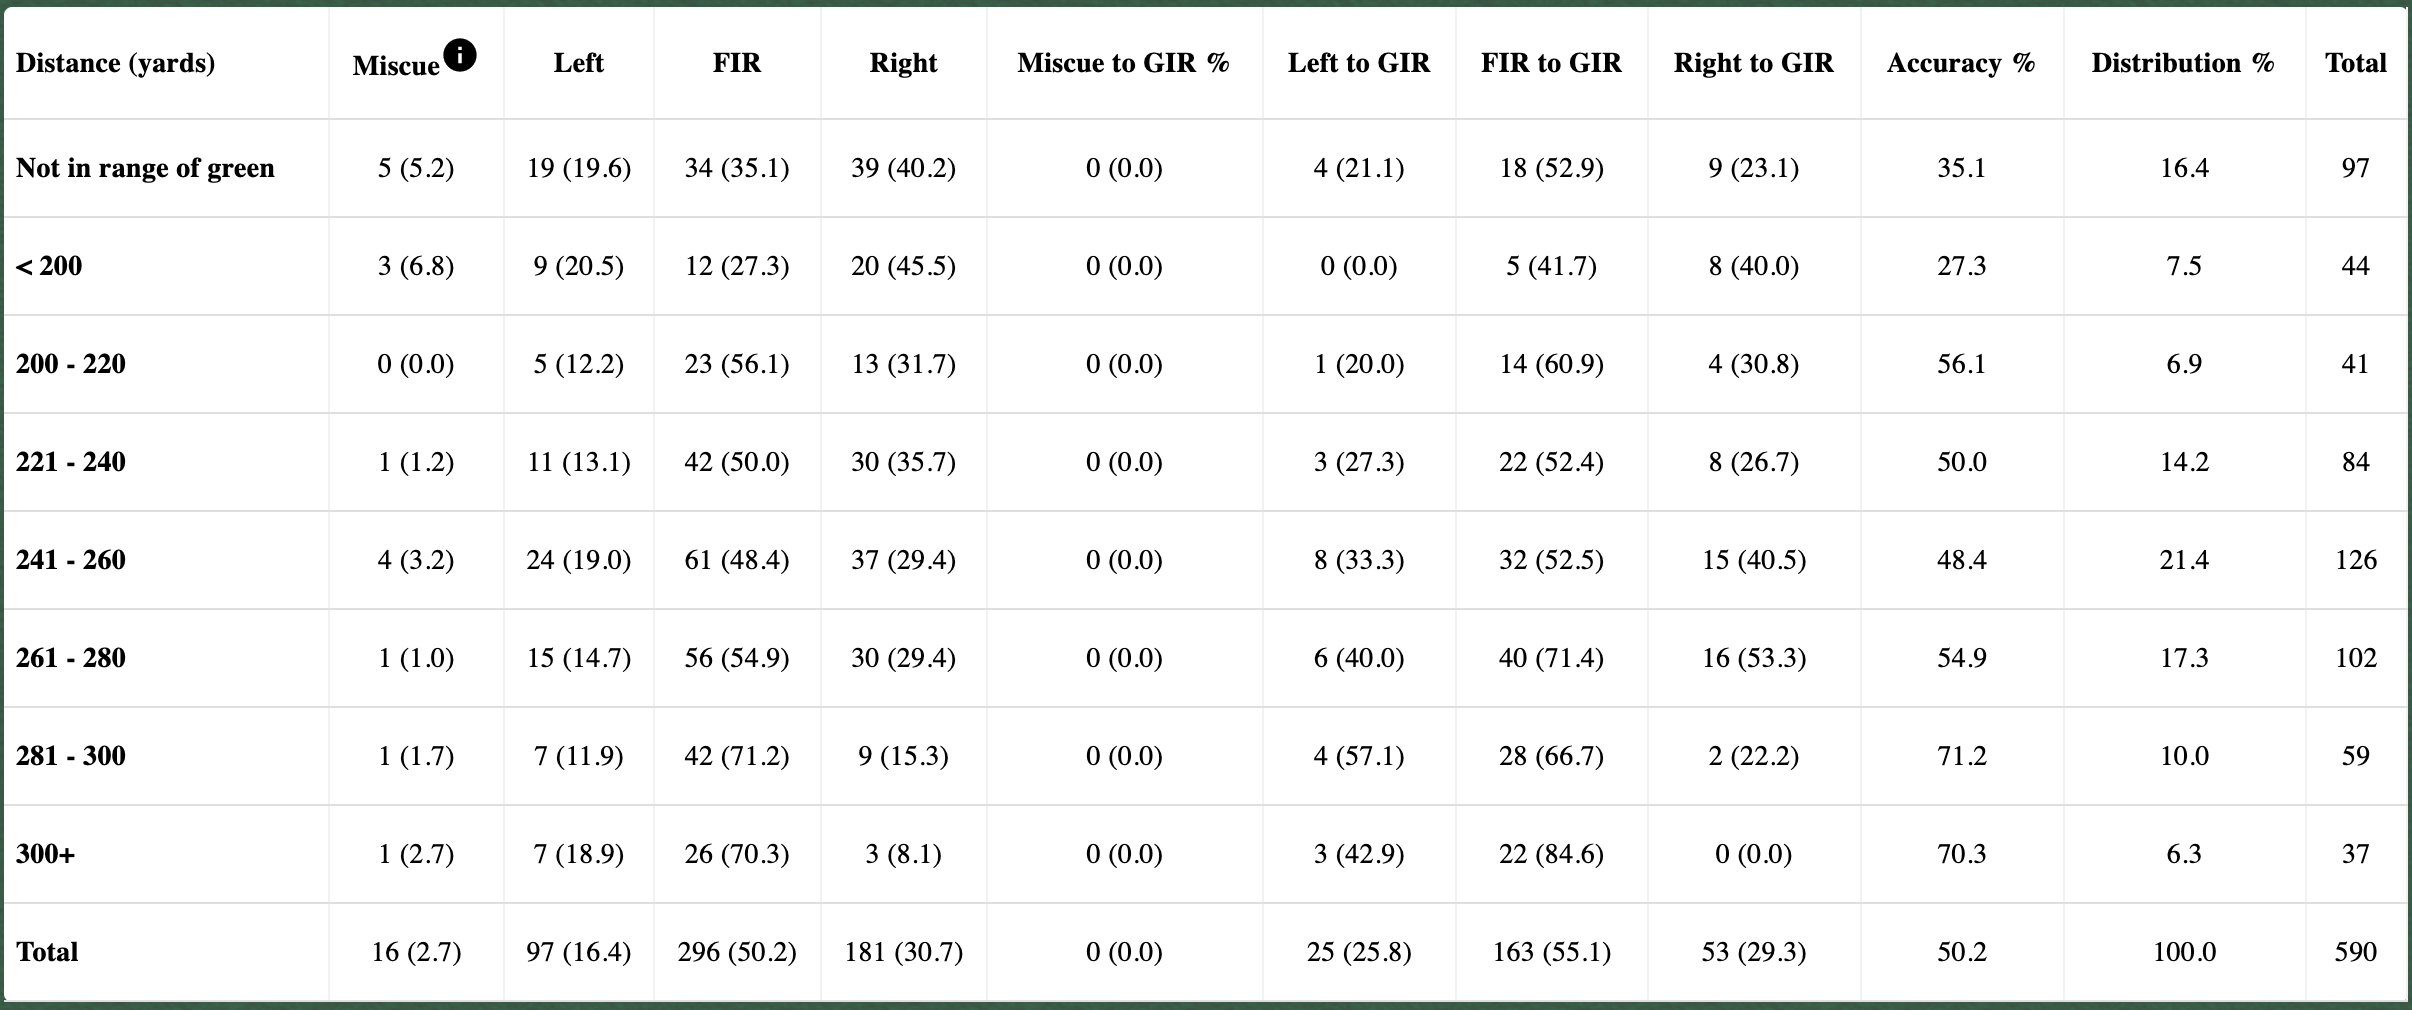 Distance (yards) Miscue i Left FIR Right Miscue to GIR % Left to GIR FIR to GIR Right to GIR Accuracy % Distribution % Total
Not in range of green 5 (5.2) 19 (19.6) 34 (35.1) 39 (40.2) 0 (0.0) 4 (21.1) 18 (52.9) 9 (23.1) 35.1 16.4 97
< 200 3 (6.8) 9 (20.5) 12 (27.3) 20 (45.5) 0 (0.0) 0 (0.0) 5 (41.7) 8 (40.0) 27.3 7.5 44
200 - 220 0 (0.0) 5 (12.2) 23 (56.1) 13 (31.7) 0 (0.0) 1 (20.0) 14 (60.9) 4 (30.8) 56.1 6.9 41
221 - 240 1 (1.2) 11 (13.1) 42 (50.0) 30 (35.7) 0 (0.0) 3 (27.3) 22 (52.4) 8 (26.7) 50.0 14.2 84
241 - 260 4 (3.2) 24 (19.0) 61 (48.4) 37 (29.4) 0 (0.0) 8 (33.3) 32 (52.5) 15 (40.5) 48.4 21.4 126
261 - 280 1 (1.0) 15 (14.7) 56 (54.9) 30 (29.4) 0 (0.0) 6 (40.0) 40 (71.4) 16 (53.3) 54.9 17.3 102
281 - 300 1 (1.7) 7 (11.9) 42 (71.2) 9 (15.3) 0 (0.0) 4 (57.1) 28 (66.7) 2 (22.2) 71.2 10.0 59
300+ 1 (2.7) 7 (18.9) 26 (70.3) 3 (8.1) 0 (0.0) 3 (42.9) 22 (84.6) 0 (0.0) 70.3 6.3 37
Total 16 (2.7) 97 (16.4) 296 (50.2) 181 (30.7) 0 (0.0) 25 (25.8) 163 (55.1) 53 (29.3) 50.2 100.0 590